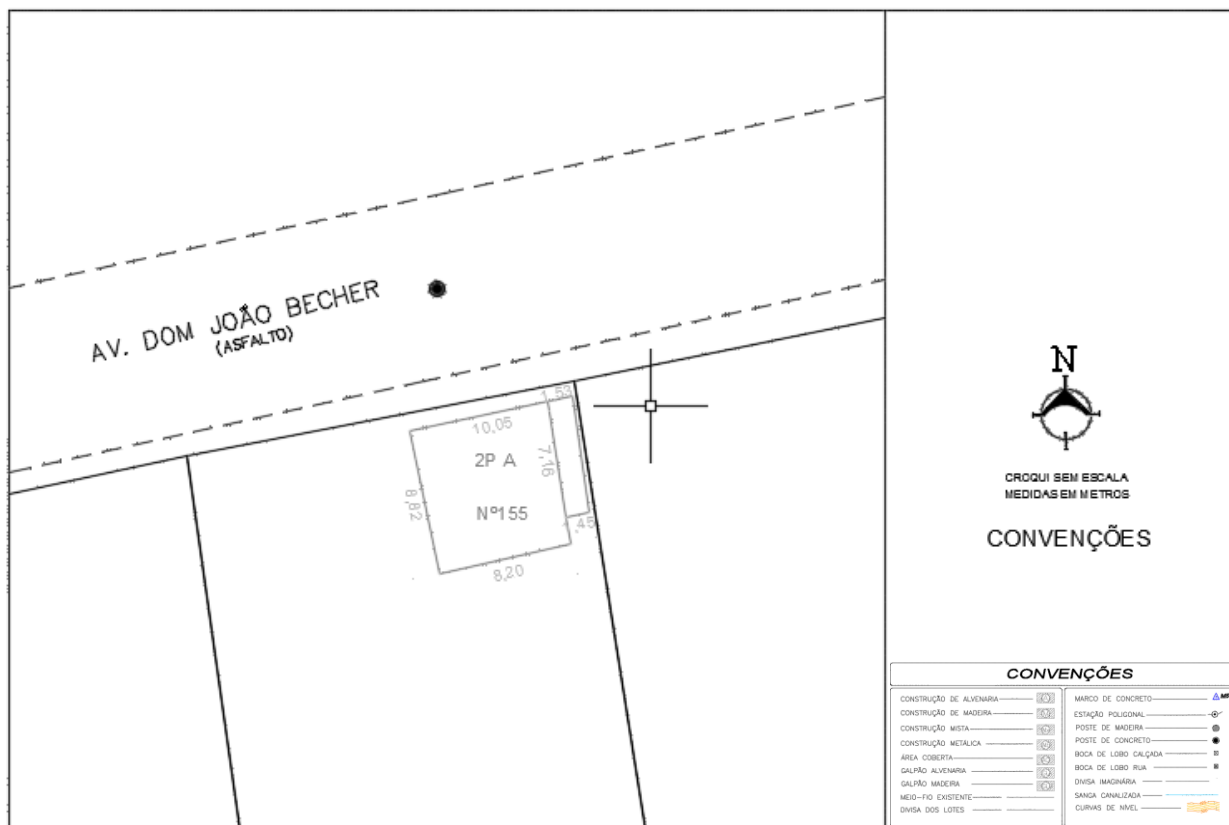 AV. DOM JOÃO BECHER
(ASFALTO)
1,53
10,05
2P A
7,18
8,82
Nº155
,45
8,20
N
CROQUI SEM ESCALA
MEDIDAS EM METROS
CONVENÇÕES
CONVENÇÕES
CONSTRUÇÃO DE ALVENARIA
CONSTRUÇÃO DE MADEIRA
CONSTRUÇÃO MISTA
CONSTRUÇÃO METÁLICA
ÁREA COBERTA
GALPÃO ALVENARIA
GALPÃO MADEIRA
MEIO-FIO EXISTENTE
DIVISA DOS LOTES
MARCO DE CONCRETO
ESTAÇÃO POLIGONAL
POSTE DE MADEIRA
POSTE DE CONCRETO
BOCA DE LOBO CALÇADA
BOCA DE LOBO RUA
DIVISA IMAGINÁRIA
SANGA CANALIZADA
CURVAS DE NÍVEL